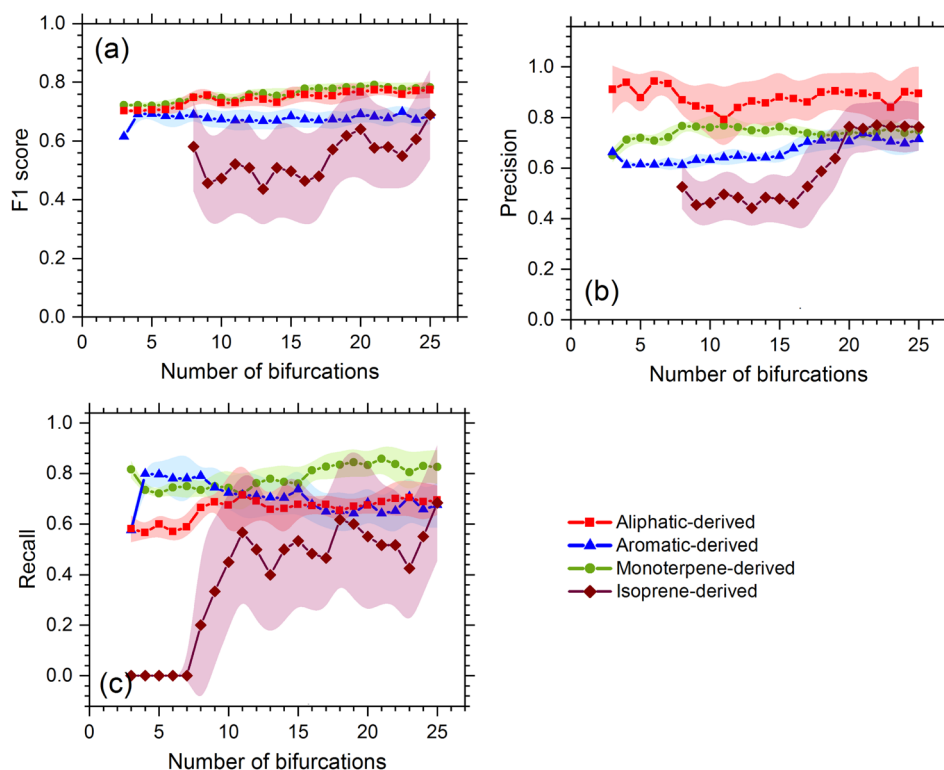 (a)
F1 score
1.0
0.8
0.6
0.4
0.2
0.0
0 5 10 15 20 25
Number of bifurcations
(b)
Precision
1.0
0.8
0.6
0.4
0.2
0.0
0 5 10 15 20 25
Number of bifurcations
(c)
Recall
1.0
0.8
0.6
0.4
0.2
0.0
0 5 10 15 20 25
Number of bifurcations
Aliphatic-derived
Aromatic-derived
Monoterpene-derived
Isoprene-derived